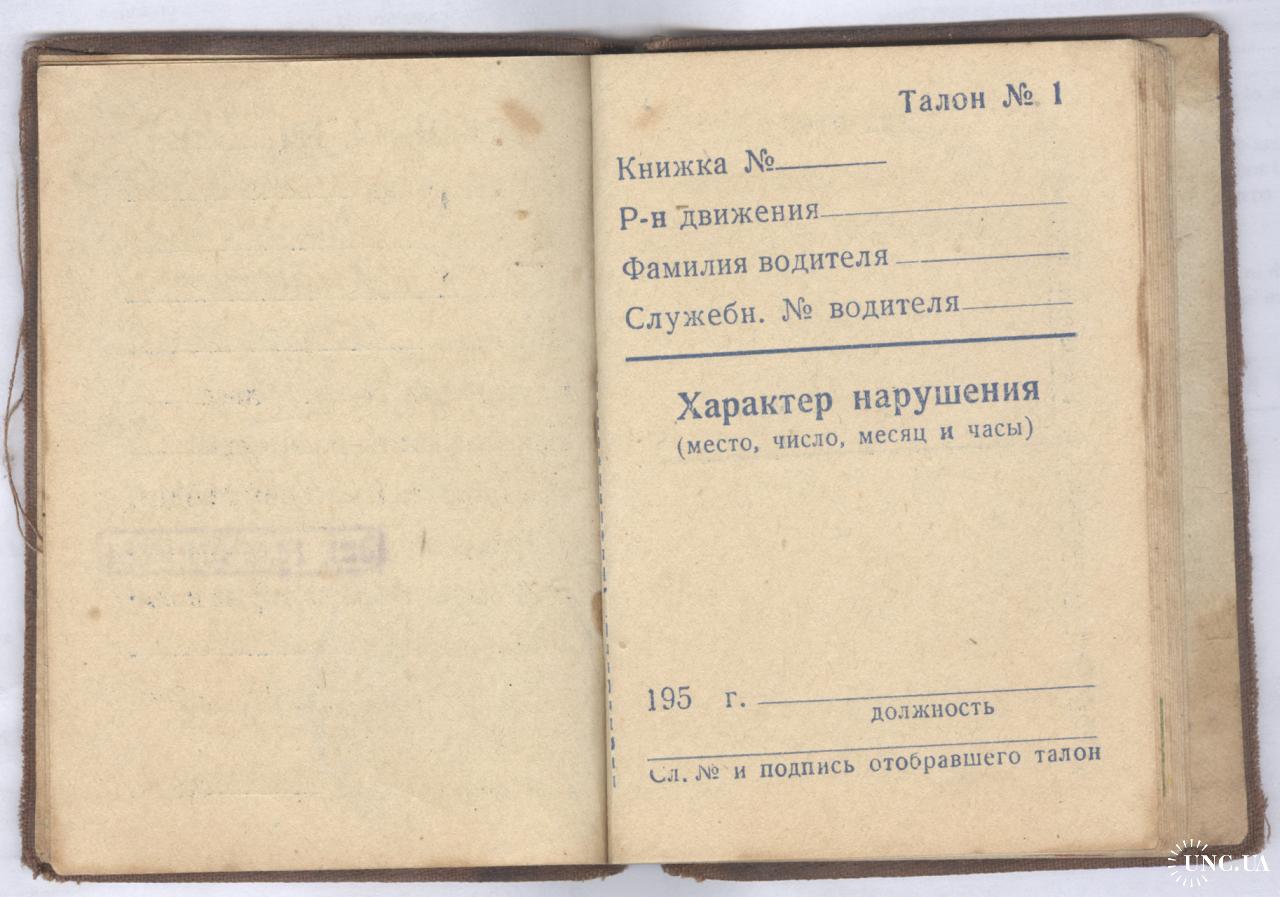 Талон № 1
Книжка №
Р-н движения
Фамилия водителя
Служебн. № водителя
Характер нарушения
(место, число, месяц и часы)
195 г.
должность
Сл. № и подпись отобравшего талон
UNC.UA